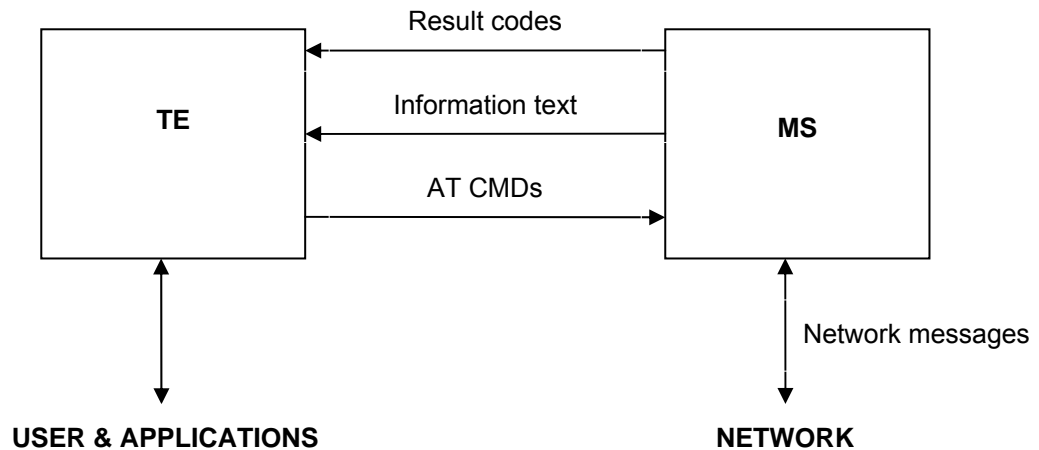 Result codes
TE
Information text
MS
AT CMDs
Network messages
USER & APPLICATIONS
NETWORK